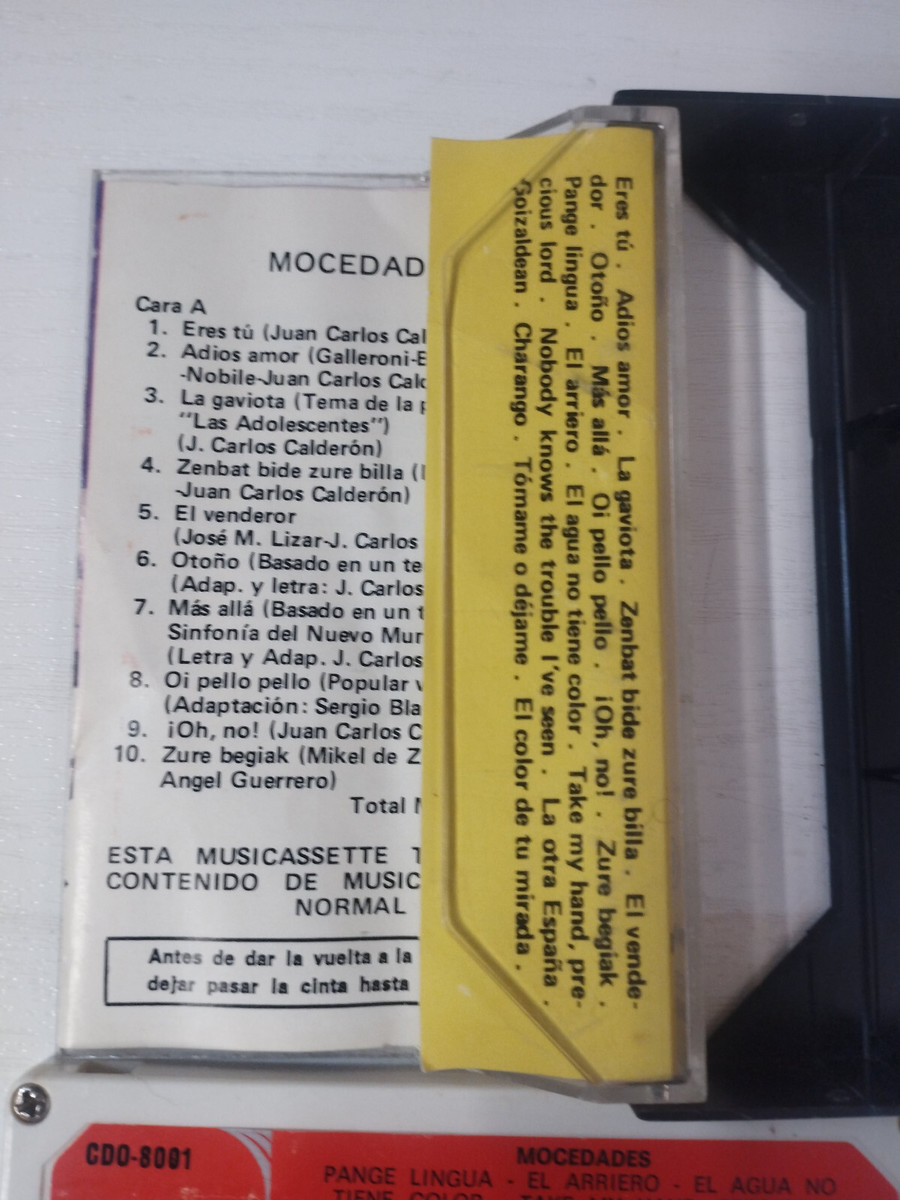 MOCEDAD
Cara A
1. Eres tú (Juan Carlos Cal
2. Adios amor (Galleroni-E
-Nobile-Juan Carlos Calc
3. La gaviota (Tema de la p
"Las Adolescentes")
(J. Carlos Calderón)
4. Zenbat bide zure billa (
-Juan Carlos Calderón)
5. El venderor
(José M. Lizar-J. Carlos
6. Otoño (Basado en un te
(Adap. y letra: J. Carlos
7. Más allá (Basado en un t
Sinfonía del Nuevo Mur
(Letra y Adap. J. Carlos
8. Oi pello pello (Popular v
(Adaptación: Sergio Bla
9. ¡Oh, no! (Juan Carlos C
10. Zure begiak (Mikel de Z
Angel Guerrero)
Total
ESTA MUSICASSETTE T
CONTENIDO DE MUSIC
NORMAL
Antes de dar la vuelta a la
dejar pasar la cinta hasta
Eres tú . Adios amor . La gaviota . Zenbat bide zure billa . El vende-
dor . Otoño . Más allá . Oi pello pello . ¡Oh, no! . Zure begiak .
Pange lingua . El arriero . El agua no tiene color . Take my hand, pre-
cious lord . Nobody knows the trouble I've seen . La otra España .
Goizaldean . Charango . Tómame o déjame . El color de tu mirada .
CDO-8001
MOCEDADES
PANGE LINGUA - EL ARRIERO - EL AGUA NO
TIENE COLOR